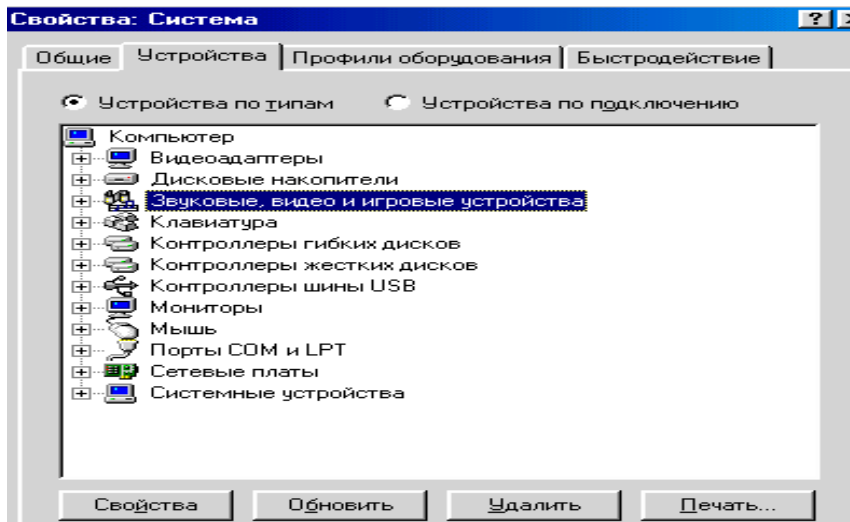 Свойства: Система
Общие Устройства Профили оборудования Быстродействие
Устройства по типам Устройства по подключению
Компьютер
Видеоадаптеры
Дисковые накопители
Звуковые, видео и игровые устройства
Клавиатура
Контроллеры гибких дисков
Контроллеры жестких дисков
Контроллеры шины USB
Мониторы
Мышь
Порты COM и LPT
Сетевые платы
Системные устройства
Свойства Обновить Удалить Печать...